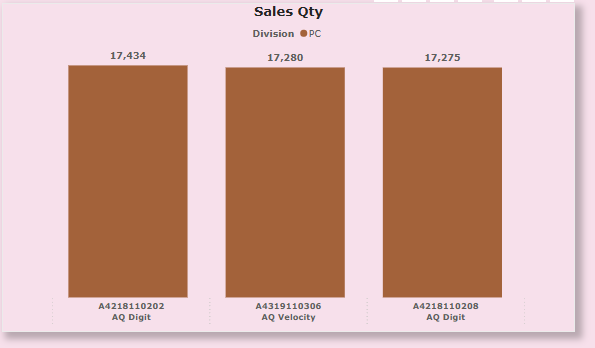 Sales Qty
Division PC
17,434
17,280
17,275
A4218110202
AQ Digit
A4319110306
AQ Velocity
A4218110208
AQ Digit